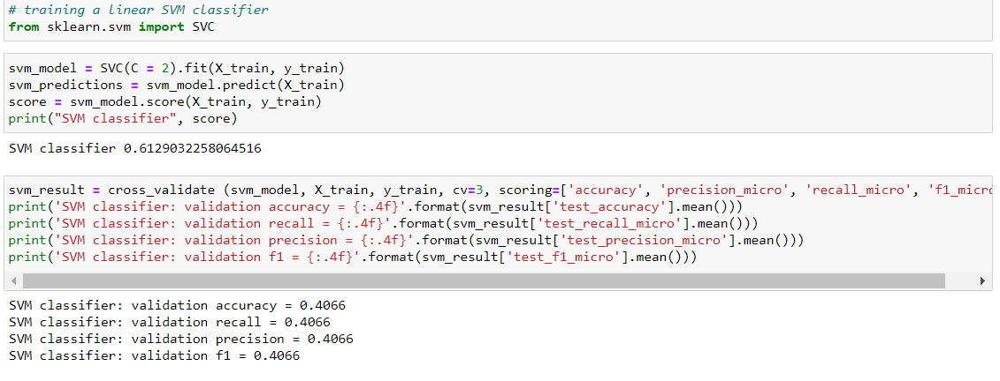 # training a linear SVM classifier
from sklearn.svm import SVC
svm_model = SVC(C = 2).fit(X_train, y_train)
svm_predictions = svm_model.predict(X_train)
score = svm_model.score(X_train, y_train)
print("SVM classifier", score)
SVM classifier 0.6129032258064516
svm_result = cross_validate (svm_model, X_train, y_train, cv=3, scoring=['accuracy', 'precision_micro', 'recall_micro', 'f1_micro
print('SVM classifier: validation accuracy = {:.4f}'.format(svm_result['test_accuracy'].mean()))
print('SVM classifier: validation recall = {:.4f}'.format(svm_result['test_recall_micro'].mean()))
print('SVM classifier: validation precision = {:.4f}'.format(svm_result['test_precision_micro'].mean()))
print('SVM classifier: validation f1 = {:.4f}'.format(svm_result['test_f1_micro'].mean()))
SVM classifier: validation accuracy = 0.4066
SVM classifier: validation recall = 0.4066
SVM classifier: validation precision = 0.4066
SVM classifier: validation f1 = 0.4066